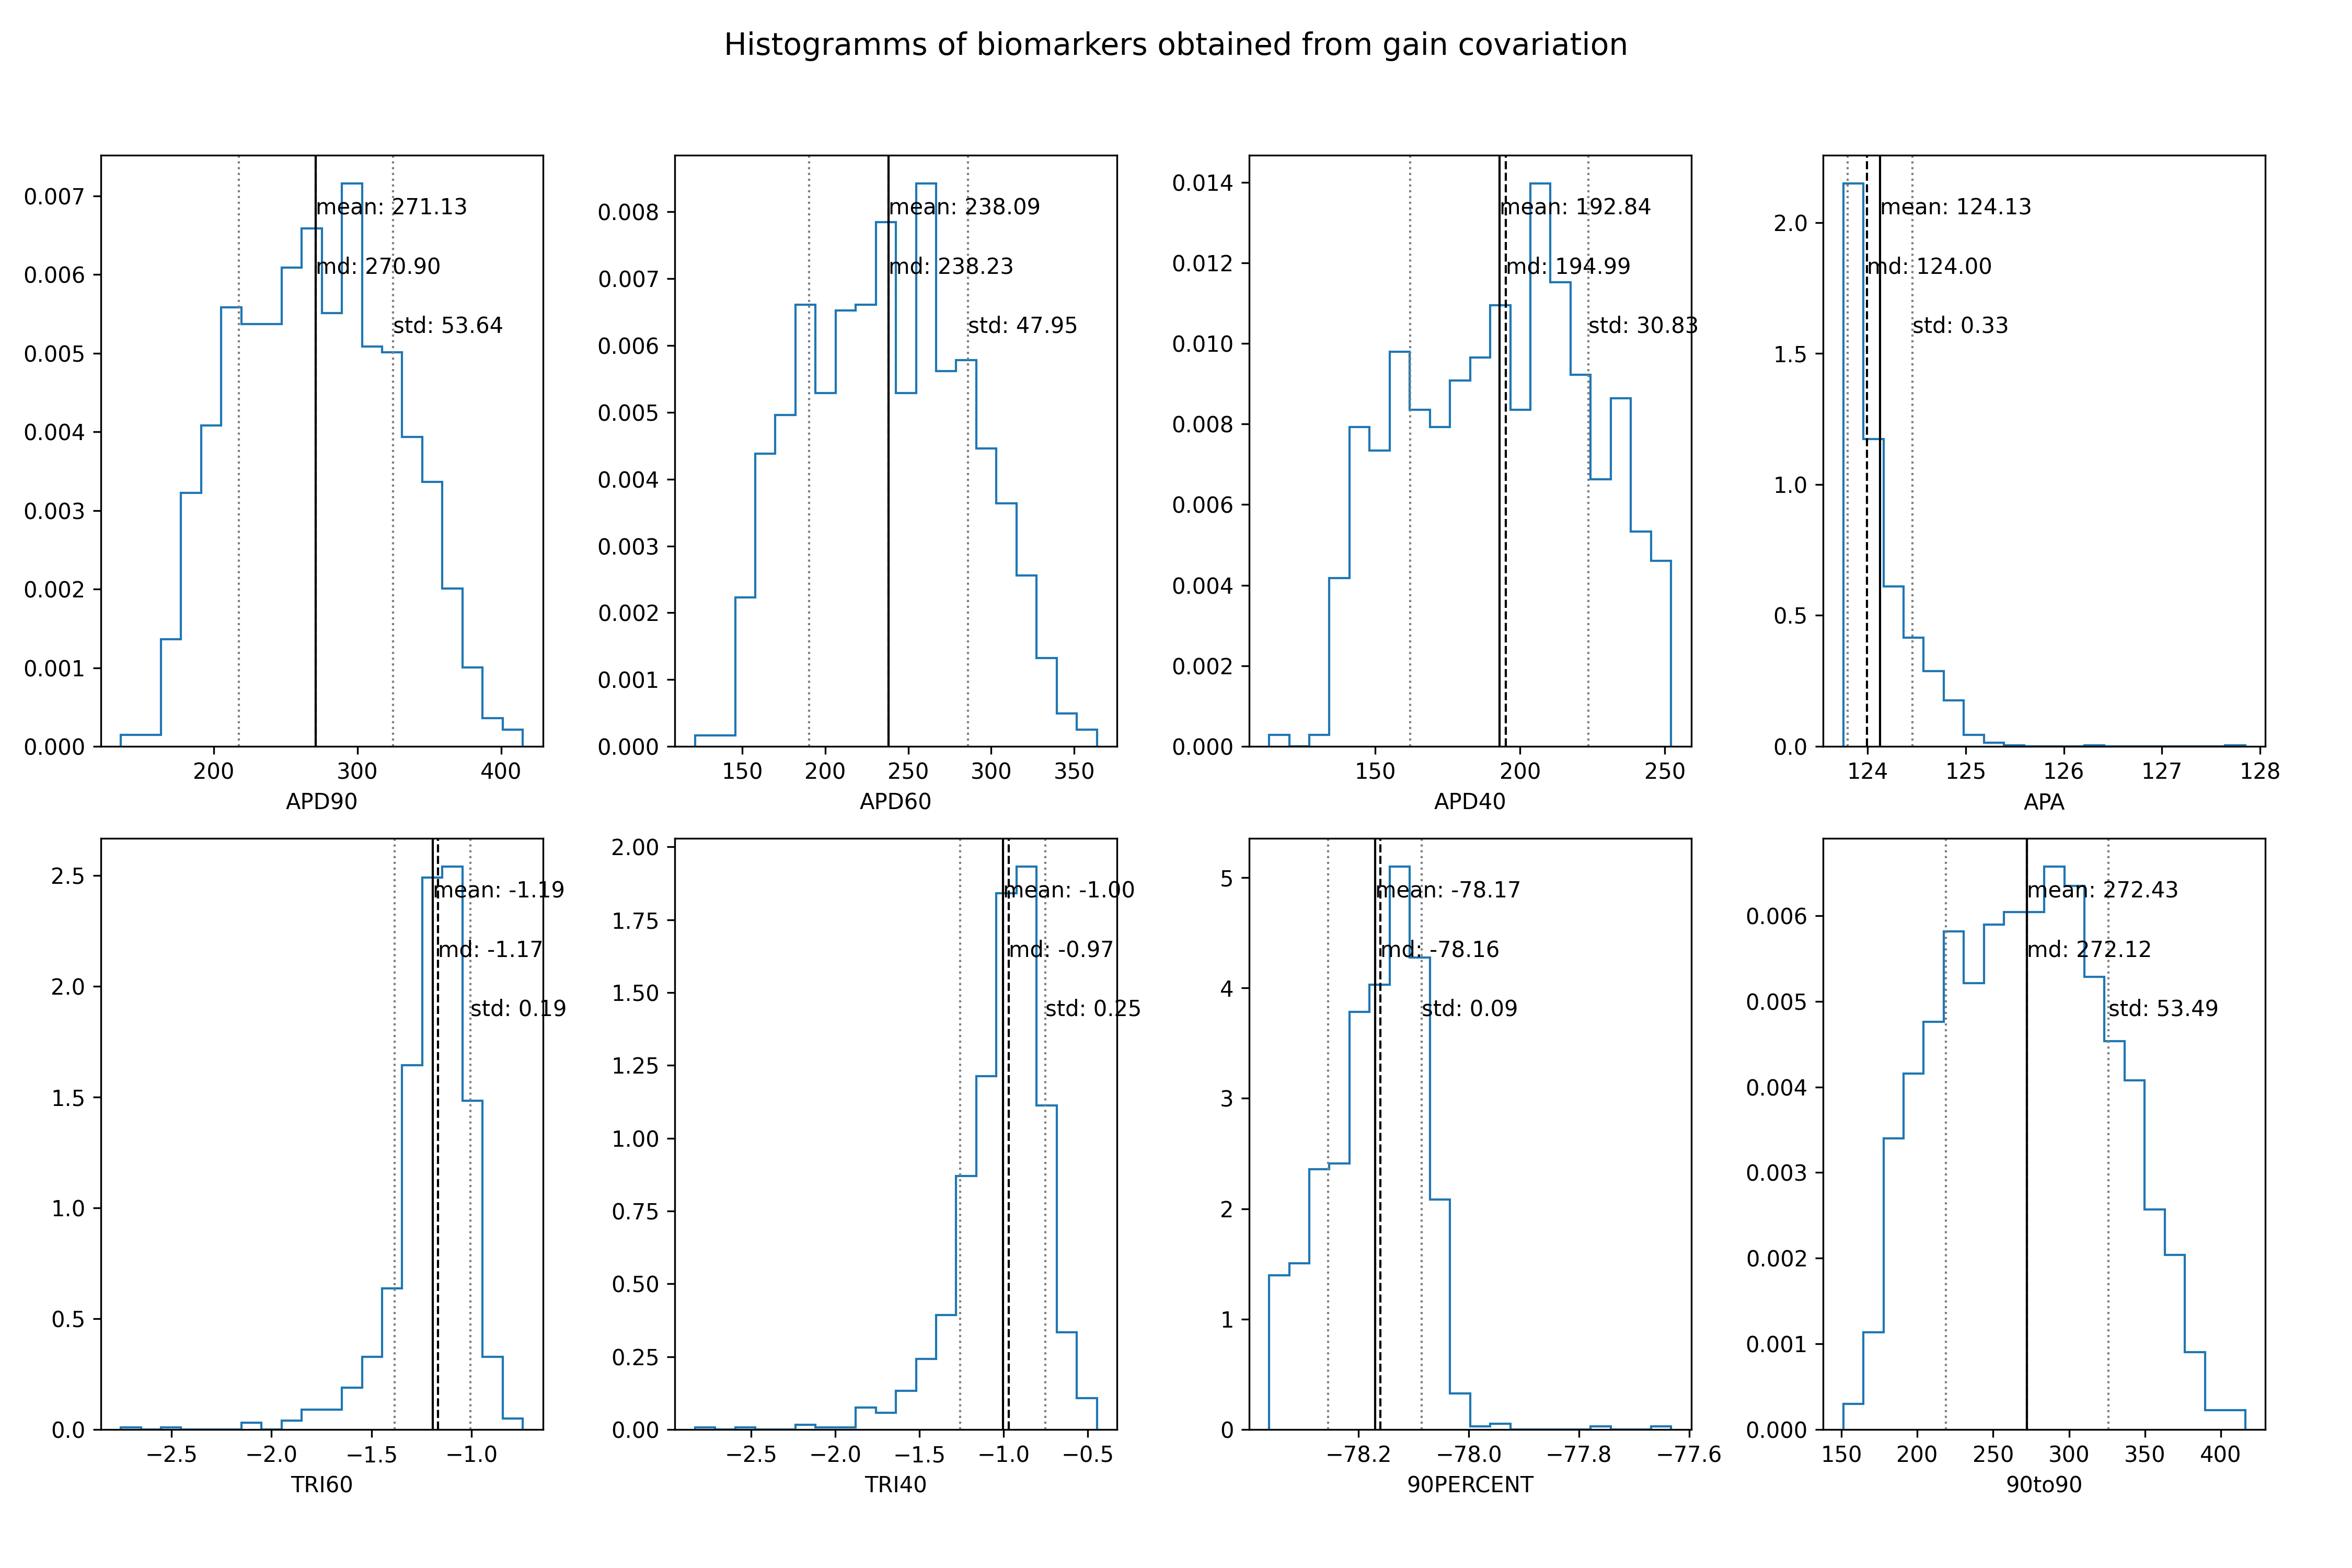 Histogramms of biomarkers obtained from gain covariation
0.007
0.006
0.005
0.004
0.003
0.002
0.001
0.000
mean: 271.13
md: 270.90
std: 53.64
200 300 400
APD90
0.008
0.007
0.006
0.005
0.004
0.003
0.002
0.001
0.000
mean: 238.09
md: 238.23
std: 47.95
150 200 250 300 350
APD60
0.014
0.012
0.010
0.008
0.006
0.004
0.002
0.000
mean: 192.84
md: 194.99
std: 30.83
150 200 250
APD40
2.0
1.5
1.0
0.5
0.0
mean: 124.13
md: 124.00
std: 0.33
124 125 126 127 128
APA
2.5
2.0
1.5
1.0
0.5
0.0
mean: -1.19
md: -1.17
std: 0.19
−2.5 −2.0 −1.5 −1.0
TRI60
2.00
1.75
1.50
1.25
1.00
0.75
0.50
0.25
0.00
mean: -1.00
md: -0.97
std: 0.25
−2.5 −2.0 −1.5 −1.0 −0.5
TRI40
5
4
3
2
1
0
mean: -78.17
md: -78.16
std: 0.09
−78.2 −78.0 −77.8 −77.6
90PERCENT
0.006
0.005
0.004
0.003
0.002
0.001
0.000
mean: 272.43
md: 272.12
std: 53.49
150 200 250 300 350 400
90to90